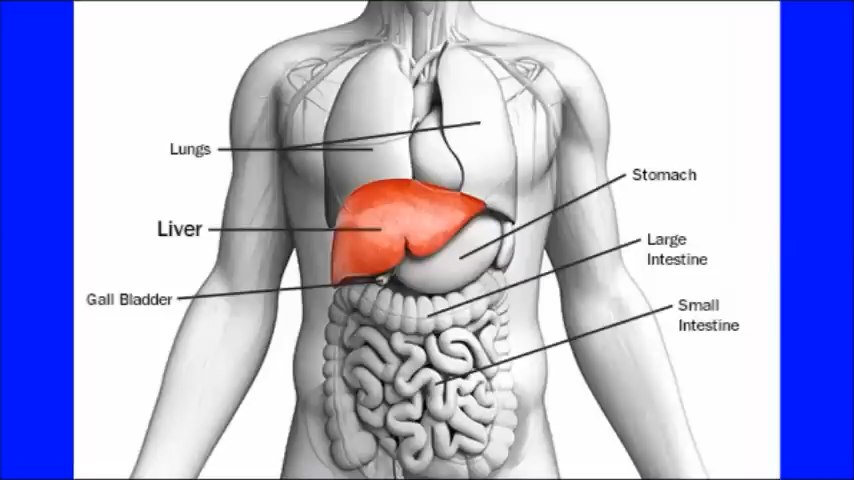 Lungs
Stomach
Liver
Large
Intestine
Gall Bladder
Small
Intestine